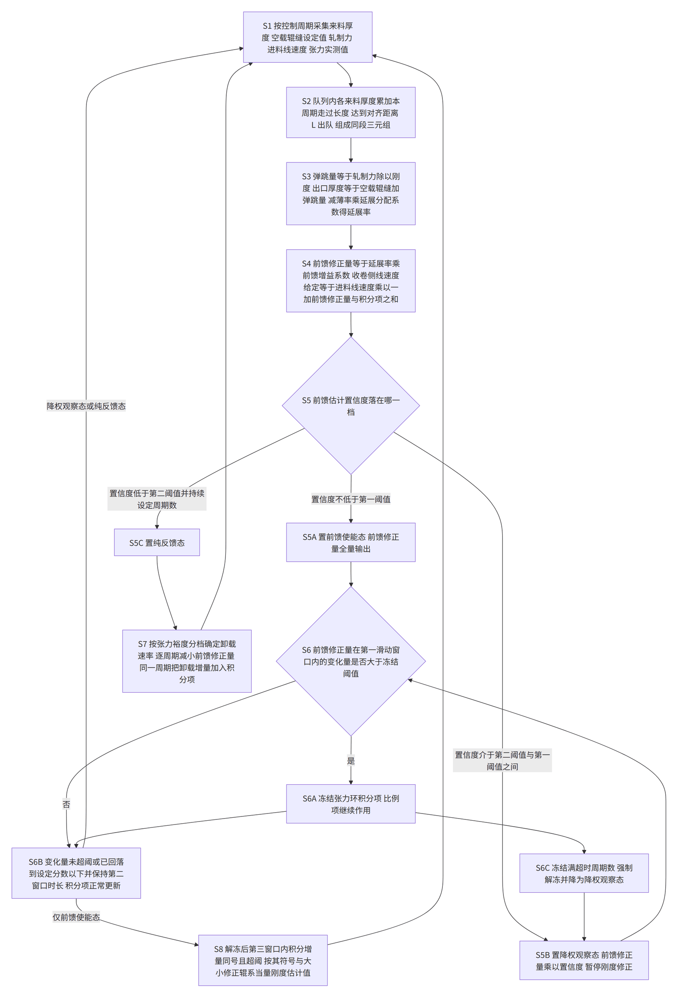 S1 按控制周期采集来料厚
度 空载辊缝设定值 轧制力
进料线速度 张力实测值
S2 队列内各来料厚度累加本
周期走过长度 达到对齐距离
L 出队 组成同段三元组
S3 弹跳量等于轧制力除以刚
度 出口厚度等于空载辊缝加
弹跳量 减薄率乘延展分配系
数得延展率
S4 前馈修正量等于延展率乘
前馈增益系数 收卷侧线速度
给定等于进料线速度乘以一
加前馈修正量与积分项之和
S5 前馈估计置信度落在哪一
档
降权观察态或纯反馈态
置信度低于第二阈值并持续
设定周期数
置信度不低于第一阈值
S5C 置纯反馈态
S5A 置前馈使能态 前馈修正
量全量输出
S7 按张力裕度分档确定卸载
速率 逐周期减小前馈修正量
同一周期把卸载增量加入积
分项
S6 前馈修正量在第一滑动窗
口内的变化量是否大于冻结
阈值
置信度介于第二阈值与第一
阈值之间
是
否
S6A 冻结张力环积分项 比例
项继续作用
S6B 变化量未超阈或已回落
到设定分数以下并保持第二
窗口时长 积分项正常更新
S6C 冻结满超时周期数 强制
解冻并降为降权观察态
仅前馈使能态
S8 解冻后第三窗口内积分增
量同号且超阈 按其符号与大
小修正辊系当量刚度估计值
S5B 置降权观察态 前馈修正
量乘以置信度 暂停刚度修正